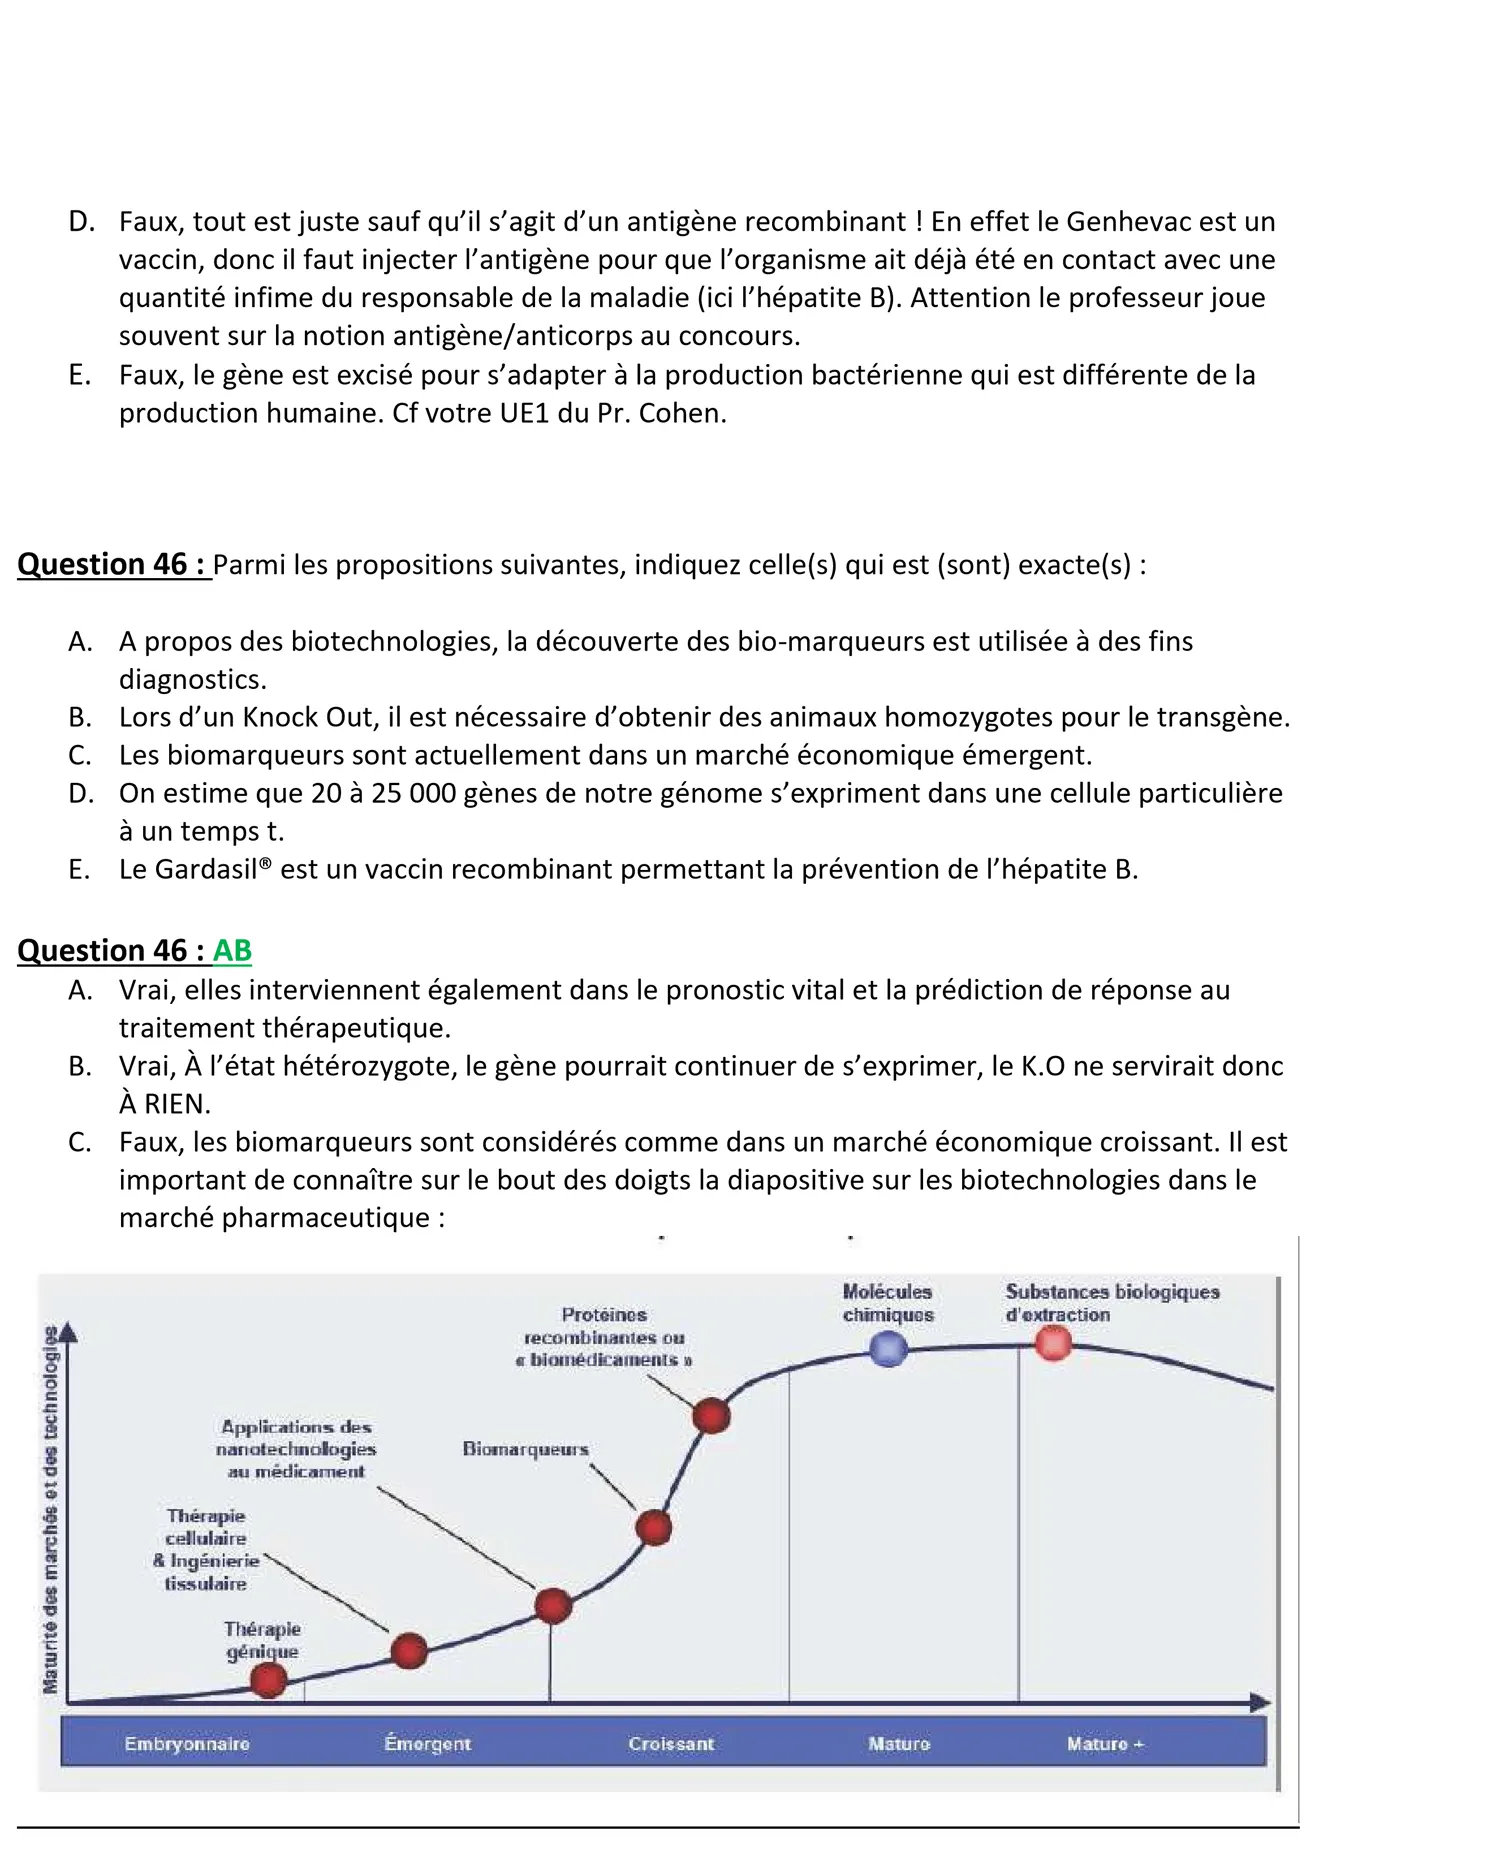 D. Faux, tout est juste sauf qu’il s’agit d’un antigène recombinant ! En effet le Genhevac est un
vaccin, donc il faut injecter l’antigène pour que l’organisme ait déjà été en contact avec une
quantité infime du responsable de la maladie (ici l’hépatite B). Attention le professeur joue
souvent sur la notion antigène/anticorps au concours.
E. Faux, le gène est excisé pour s’adapter à la production bactérienne qui est différente de la
production humaine. Cf votre UE1 du Pr. Cohen.
Question 46 : Parmi les propositions suivantes, indiquez celle(s) qui est (sont) exacte(s) :
A. A propos des biotechnologies, la découverte des bio-marqueurs est utilisée à des fins
diagnostics.
B. Lors d’un Knock Out, il est nécessaire d’obtenir des animaux homozygotes pour le transgène.
C. Les biomarqueurs sont actuellement dans un marché économique émergent.
D. On estime que 20 à 25 000 gènes de notre génome s’expriment dans une cellule particulière
à un temps t.
E. Le Gardasil® est un vaccin recombinant permettant la prévention de l’hépatite B.
Question 46 : AB
A. Vrai, elles interviennent également dans le pronostic vital et la prédiction de réponse au
traitement thérapeutique.
B. Vrai, À l’état hétérozygote, le gène pourrait continuer de s’exprimer, le K.O ne servirait donc
À RIEN.
C. Faux, les biomarqueurs sont considérés comme dans un marché économique croissant. Il est
important de connaître sur le bout des doigts la diapositive sur les biotechnologies dans le
marché pharmaceutique :
Maturité des marchés et des technologies
Molécules
chimiques
Substances biologiques
d'extraction
Protéines
recombinantes ou
« biomédicaments »
Applications des
nanotechnologies
au médicament
Biomarqueurs
Thérapie
cellulaire
& Ingénierie
tissulaire
Thérapie
génique
Embryonnaire
Émergent
Croissant
Mature
Mature +